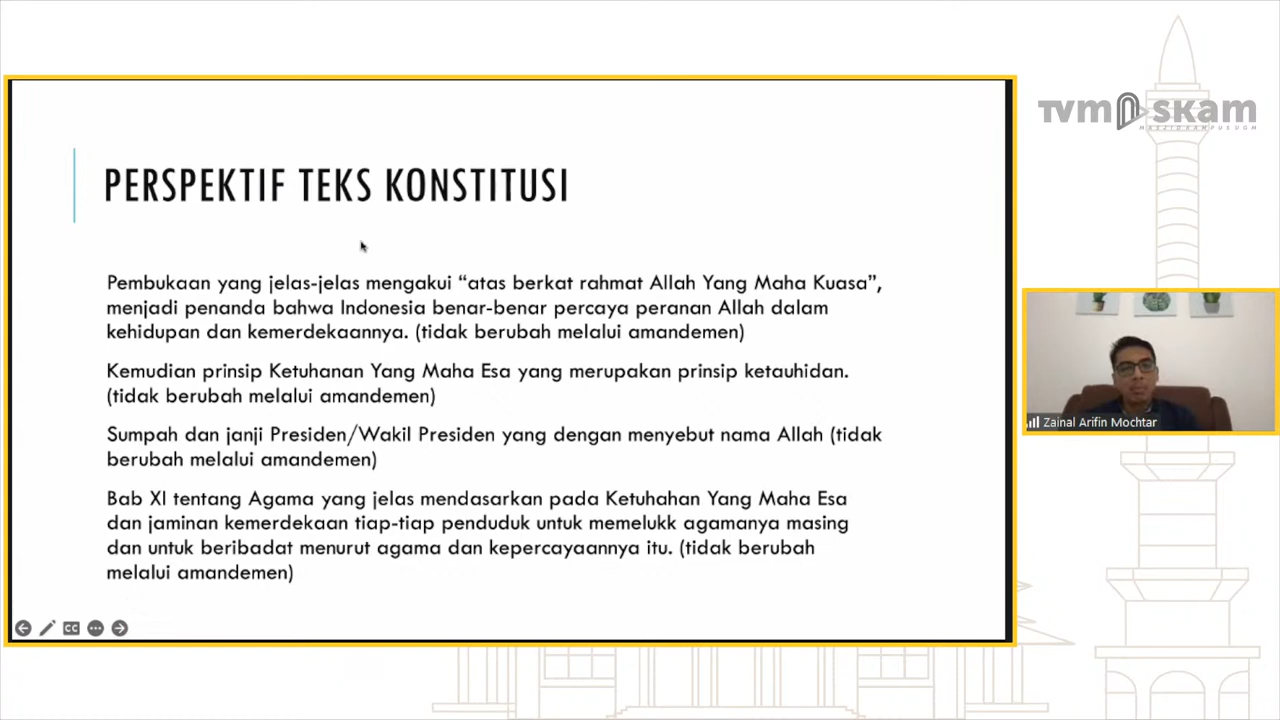 TVM SKAM
MASJID KAMPUS UGM
PERSPEKTIF TEKS KONSTITUSI
Pembukaan yang jelas-jelas mengakui “atas berkat rahmat Allah Yang Maha Kuasa”,
menjadi penanda bahwa Indonesia benar-benar percaya peranan Allah dalam
kehidupan dan kemerdekaannya. (tidak berubah melalui amandemen)
Kemudian prinsip Ketuhanan Yang Maha Esa yang merupakan prinsip ketauhidan.
(tidak berubah melalui amandemen)
Sumpah dan janji Presiden/Wakil Presiden yang dengan menyebut nama Allah (tidak
berubah melalui amandemen)
Bab XI tentang Agama yang jelas mendasarkan pada Ketuhahan Yang Maha Esa
dan jaminan kemerdekaan tiap-tiap penduduk untuk memelukk agamanya masing
dan untuk beribadat menurut agama dan kepercayaannya itu. (tidak berubah
melalui amandemen)
CC
Zainal Arifin Mochtar